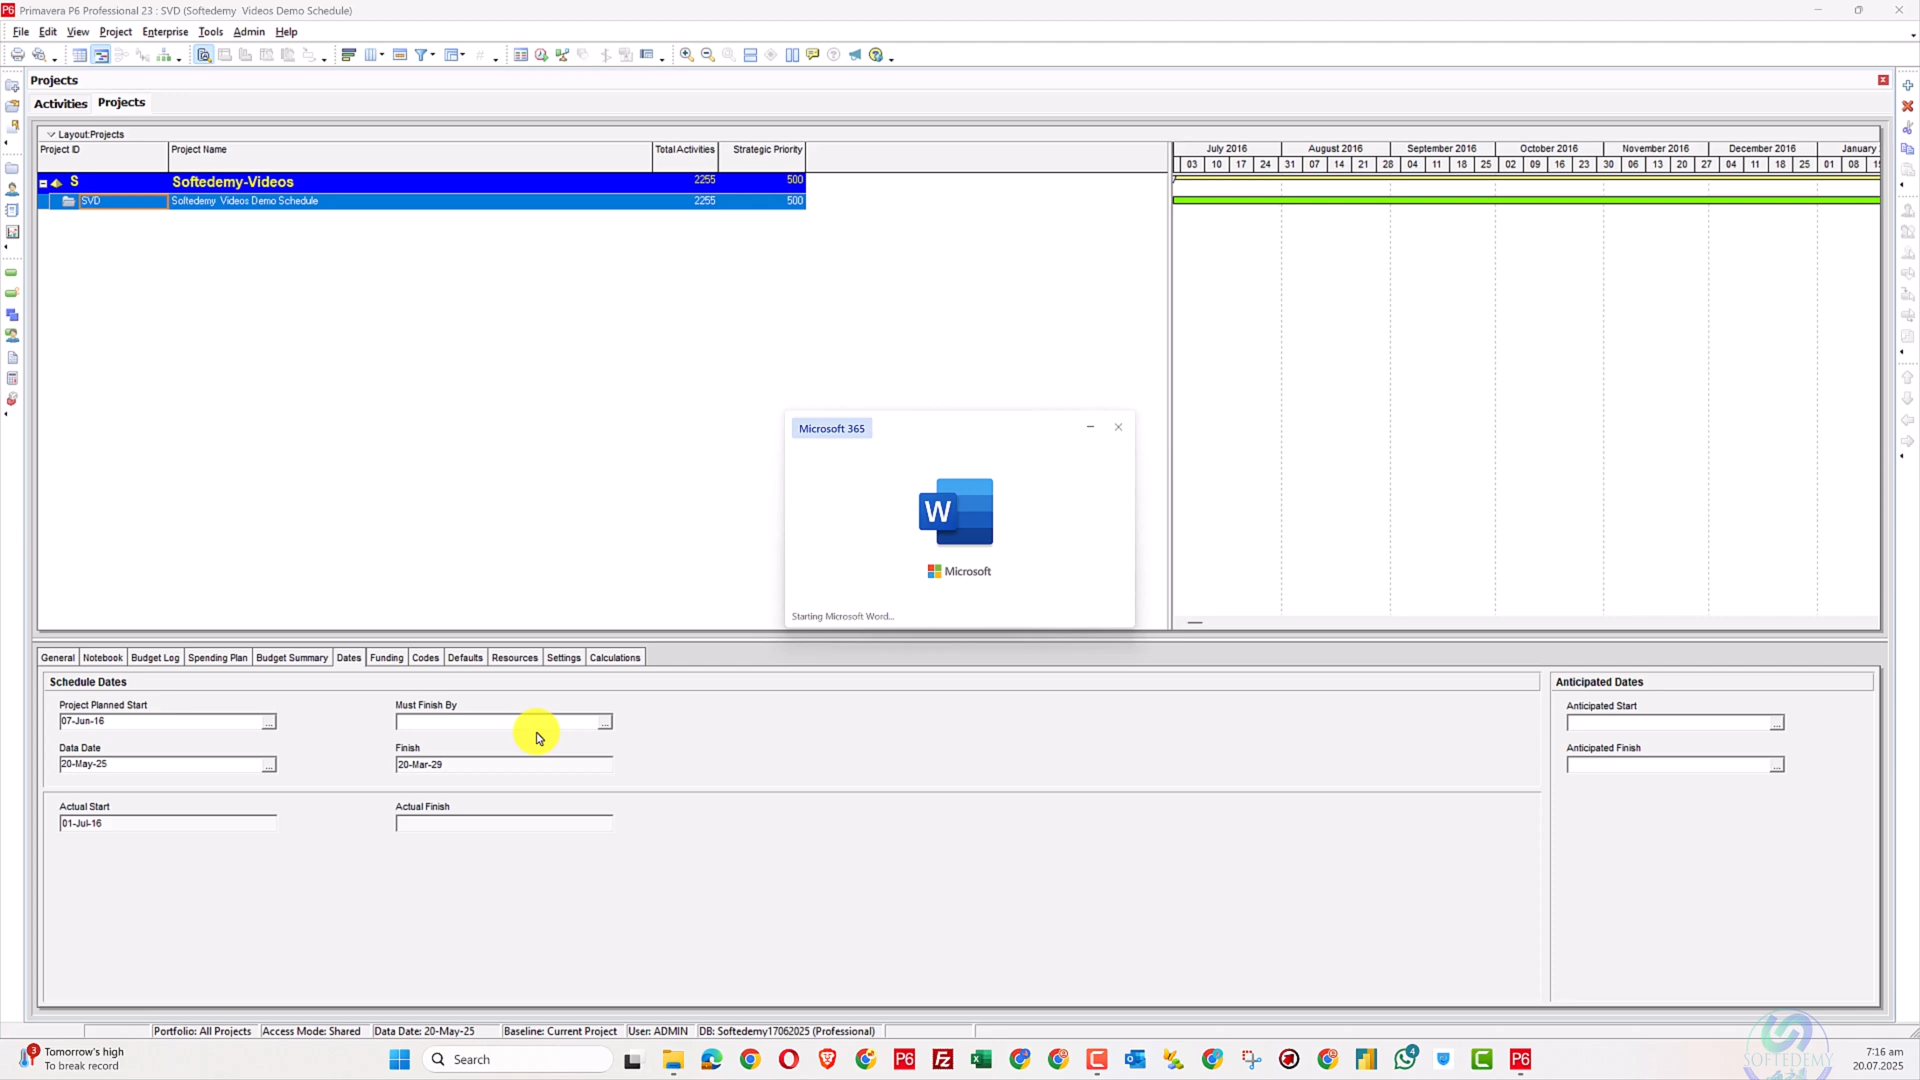 Primavera P6 Professional 23 : SVD (Softedemy  Videos Demo Schedule)
File Edit View Project Enterprise Tools Admin Help
Projects
Activities Projects
Layout:Projects
Project ID Project Name Total Activities Strategic Priority
July 2016 August 2016 September 2016 October 2016 November 2016 December 2016 January
03 10 17 24 31 07 14 21 28 04 11 18 25 02 09 16 23 30 06 13 20 27 04 11 18 25 01 08
S Softedemy-Videos 2255 500
SVD Softedemy  Videos Demo Schedule 2255 500
Microsoft 365
W
Microsoft
Starting Microsoft Word...
General Notebook Budget Log Spending Plan Budget Summary Dates Funding Codes Defaults Resources Settings Calculations
Schedule Dates
Anticipated Dates
Project Planned Start Must Finish By Anticipated Start
07-Jun-16
Data Date Finish Anticipated Finish
20-May-25 20-Mar-29
Actual Start Actual Finish
01-Jul-16
Portfolio: All Projects Access Mode: Shared Data Date: 20-May-25 Baseline: Current Project User: ADMIN DB: Softedemy17062025 (Professional)
3 Tomorrow's high
To break record
Search
P6
4
P6
SOFTEDEMY
7:16 am
20.07.2025